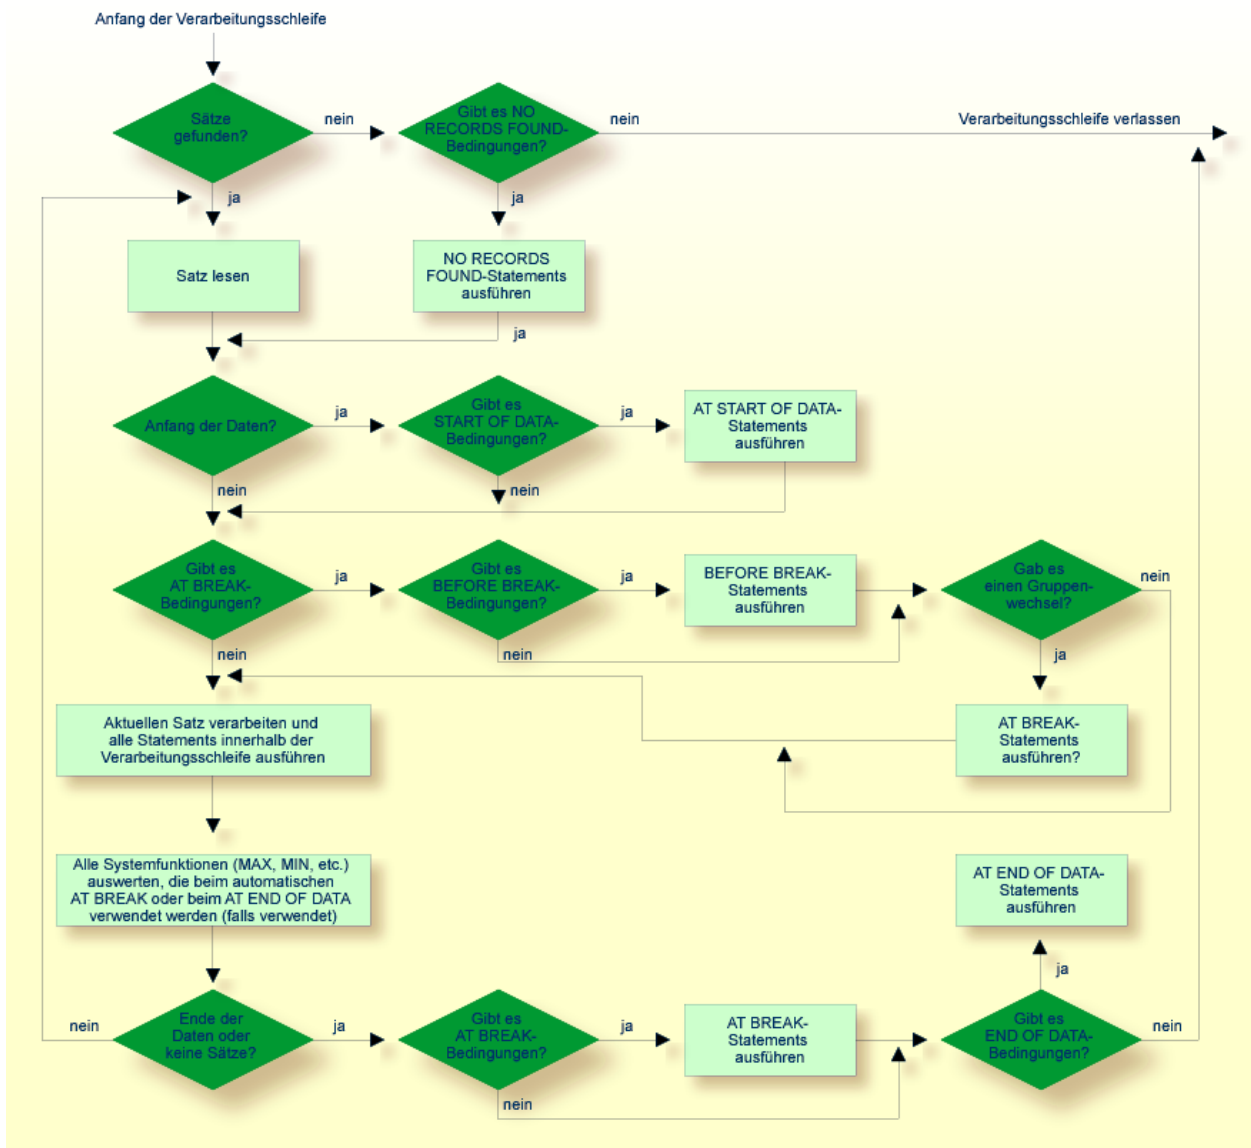 Anfang der Verarbeitungsschleife
Sätze
gefunden?
nein
Gibt es NO
RECORDS FOUND-
Bedingungen?
nein
Verarbeitungsschleife verlassen
ja
ja
Satz lesen
NO RECORDS
FOUND-Statements
ausführen
ja
Anfang der Daten?
ja
Gibt es
START OF DATA-
Bedingungen?
ja
AT START OF DATA-
Statements
ausführen
nein
nein
Gibt es
AT BREAK-
Bedingungen?
ja
Gibt es
BEFORE BREAK-
Bedingungen?
ja
BEFORE BREAK-
Statements
ausführen
Gab es
einen Gruppen-
wechsel?
nein
nein
nein
ja
Aktuellen Satz verarbeiten und
alle Statements innerhalb der
Verarbeitungsschleife ausführen
AT BREAK-
Statements
ausführen?
Alle Systemfunktionen (MAX, MIN, etc.)
auswerten, die beim automatischen
AT BREAK oder beim AT END OF DATA
verwendet werden (falls verwendet)
AT END OF DATA-
Statements
ausführen
ja
nein
Ende der
Daten oder
keine Sätze?
ja
Gibt es
AT BREAK-
Bedingungen?
ja
AT BREAK-
Statements
ausführen
Gibt es
END OF DATA-
Bedingungen?
nein
nein